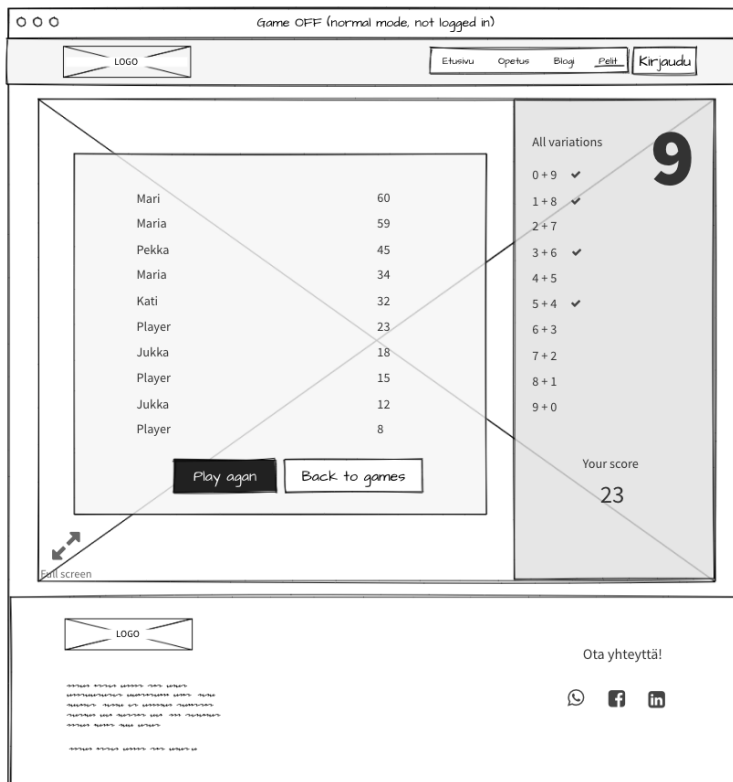 Game OFF (normal mode, not logged in)
LOGO
Etusivu Opetus Blogi Pelit Kirjaudu
All variations
9
0 + 9
1 + 8
2 + 7
3 + 6
4 + 5
5 + 4
6 + 3
7 + 2
8 + 1
9 + 0
Your score
23
Mari 60
Maria 59
Pekka 45
Maria 34
Kati 32
Player 23
Jukka 18
Player 15
Jukka 12
Player 8
Play agan Back to games
Full screen
LOGO
Ota yhteyttä!